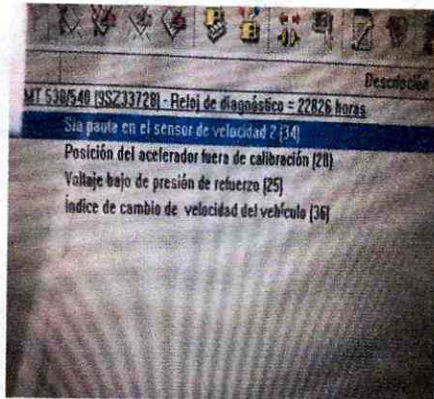 Descripción
MT 530/540 (9SZ33728) - Reloj de diagnóstico = 22826 horas
Sia pauta en el sensor de velocidad 2 (34)
Posición del acelerador fuera de calibración (28)
Voltaje bajo de presión de refuerzo (25)
índice de cambio de velocidad del vehículo (36)